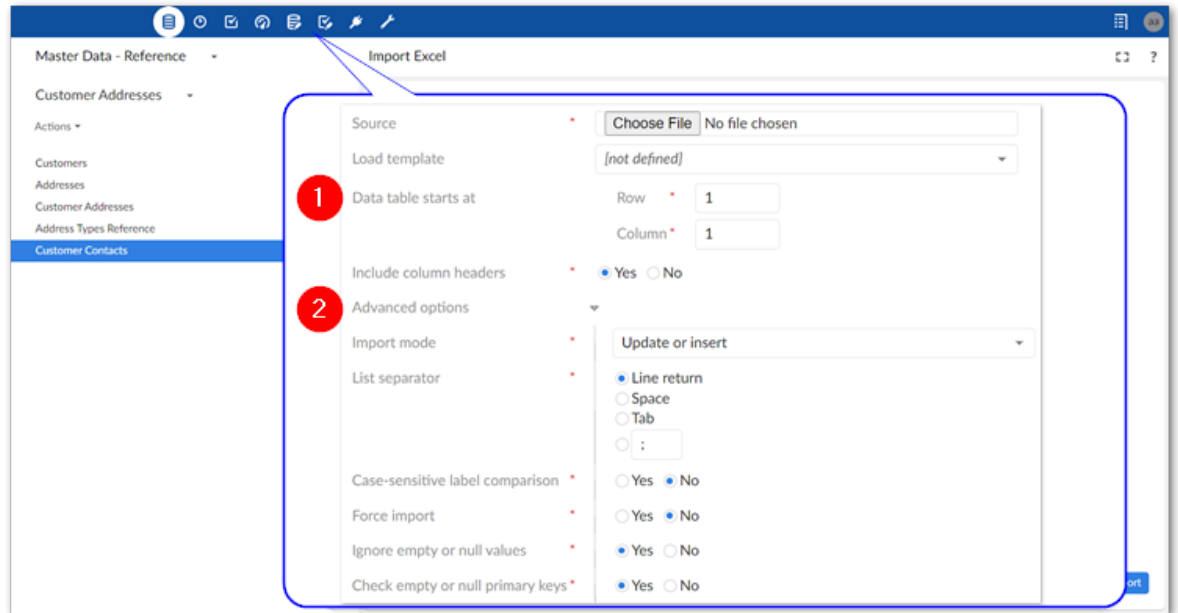 aa
Master Data - Reference
Import Excel
?
Customer Addresses
Actions
Customers
Addresses
Customer Addresses
Address Types Reference
Customer Contacts
Source * Choose File No file chosen
Load template [not defined]
1 Data table starts at Row * 1
Column * 1
Include column headers * Yes No
2 Advanced options
Import mode * Update or insert
List separator * Line return
Space
Tab
;
Case-sensitive label comparison * Yes No
Force import * Yes No
Ignore empty or null values * Yes No
Check empty or null primary keys * Yes No
ort